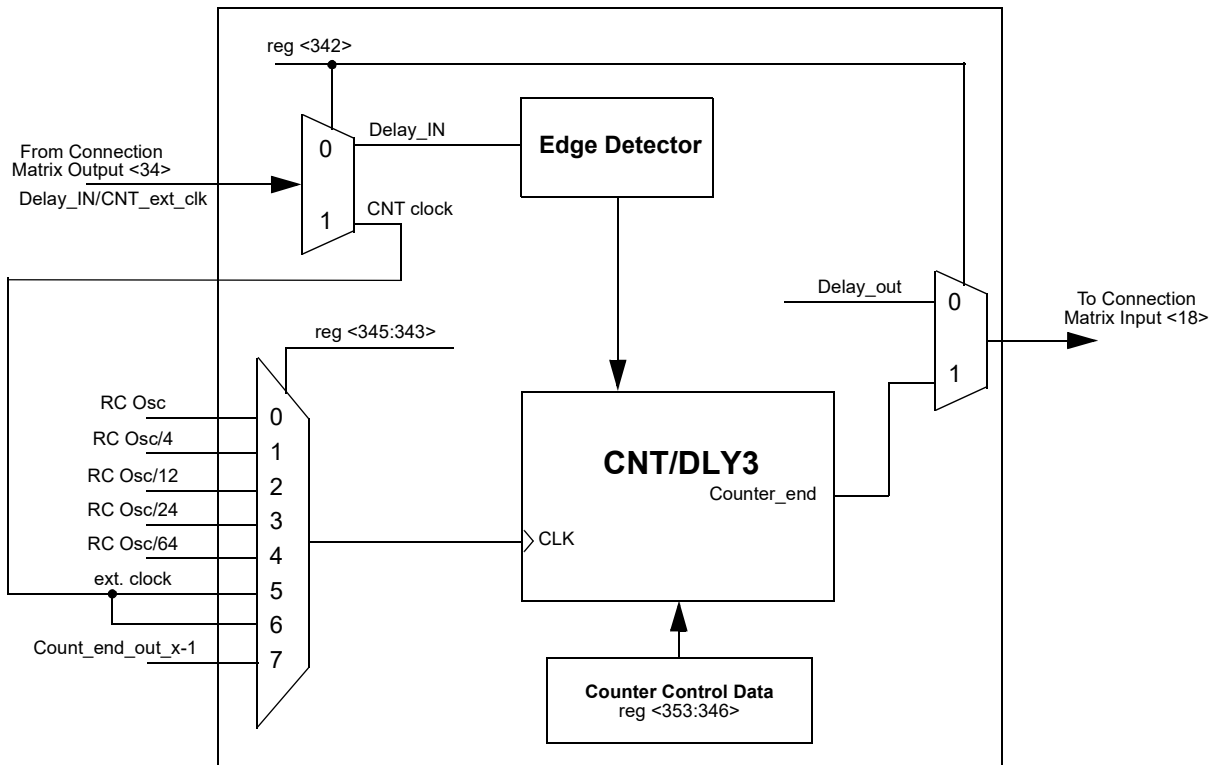 reg <342>
From Connection
Matrix Output <34>
Delay_IN/CNT_ext_clk
0
1
Delay_IN
CNT clock
Edge Detector
Delay_out
0
1
To Connection
Matrix Input <18>
reg <345:343>
RC Osc
RC Osc/4
RC Osc/12
RC Osc/24
RC Osc/64
ext. clock
Count_end_out_x-1
0
1
2
3
4
5
6
7
CNT/DLY3
Counter_end
CLK
Counter Control Data
reg <353:346>